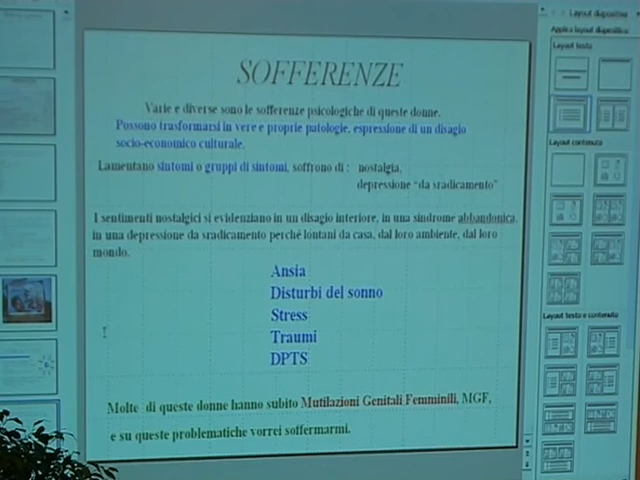 Layout diapositiva
Applica layout diapositiva:
Layout testo
Layout contenuto
Layout testo e contenuto
SOFFERENZE
Varie e diverse sono le sofferenze psicologiche di queste donne.
Possono trasformarsi in vere e proprie patologie, espressione di un disagio
socio-economico culturale.
Lamentano sintomi o gruppi di sintomi, soffrono di : nostalgia,
depressione “da sradicamento”
I sentimenti nostalgici si evidenziano in un disagio interiore, in una sindrome abbandonica,
in una depressione da sradicamento perché lontani da casa, dal loro ambiente, dal loro
mondo.
Ansia
Disturbi del sonno
Stress
Traumi
DPTS
Molte di queste donne hanno subito Mutilazioni Genitali Femminili, MGF,
e su queste problematiche vorrei soffermarmi.